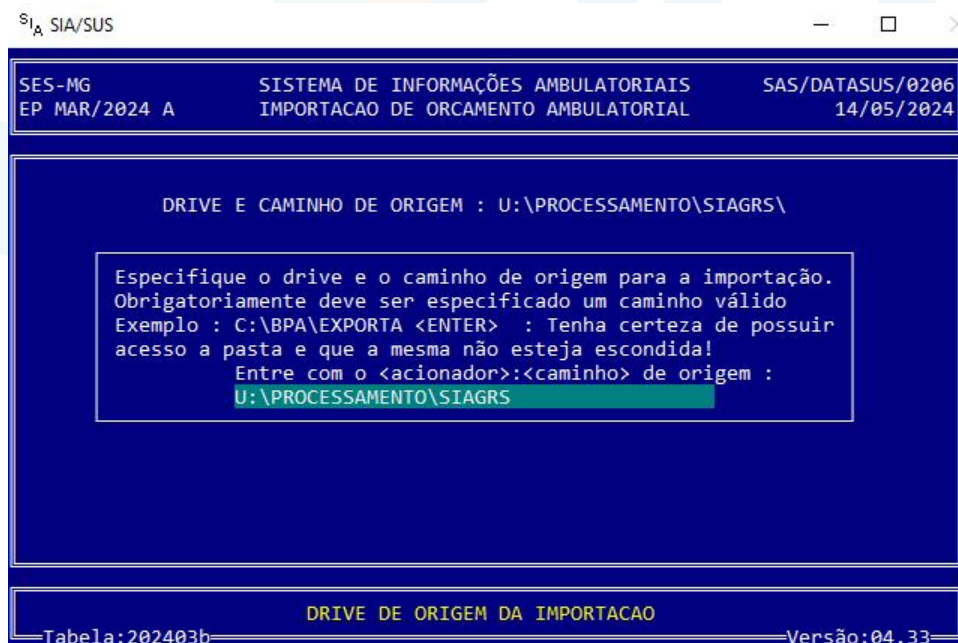 SIA SIA/SUS
SES-MG SISTEMA DE INFORMAÇÕES AMBULATORIAIS SAS/DATASUS/0206
EP MAR/2024 A IMPORTACAO DE ORCAMENTO AMBULATORIAL 14/05/2024
DRIVE E CAMINHO DE ORIGEM : U:\PROCESSAMENTO\SIAGRS\
Especifique o drive e o caminho de origem para a importação.
Obrigatoriamente deve ser especificado um caminho válido
Exemplo : C:\BPA\EXPORTA <ENTER> : Tenha certeza de possuir
acesso a pasta e que a mesma não esteja escondida!
Entre com o <acionador>:<caminho> de origem :
U:\PROCESSAMENTO\SIAGRS
DRIVE DE ORIGEM DA IMPORTACAO
Tabela:202403b Versão:04.33